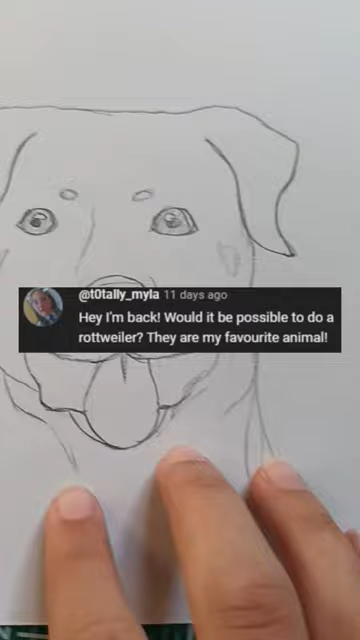 @t0tally_myla 11 days ago
Hey I'm back! Would it be possible to do a
rottweiler? They are my favourite animal!